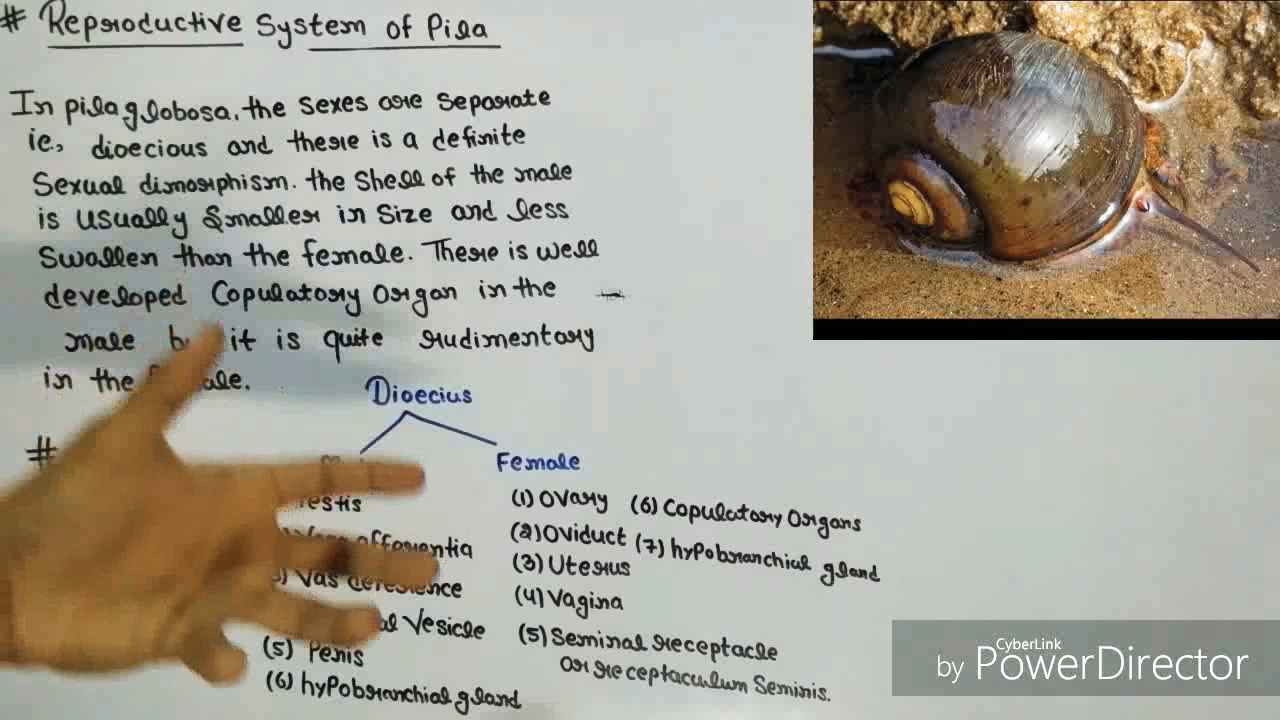 # Reproductive System of Pila
In pila globosa, the sexes are separate
ie, dioecious and there is a definite
Sexual dimorphism. the Shell of the male
is usually Smaller in Size and less
Swallen than the female. There is well
developed Copulatory organ in the
male it is quite rudimentary
in the
Dioecius
#
Female
(1) Ovary (6) Copulatory Organs
(2) Oviduct (7) hypobranchial gland
(3) Uterus
(4) Vagina
(5) Seminal receptacle
or receptaculum Seminis.
Testis
Vas deference
Vesicle
(5) Penis
(6) hypobranchial gland
CyberLink
by PowerDirector